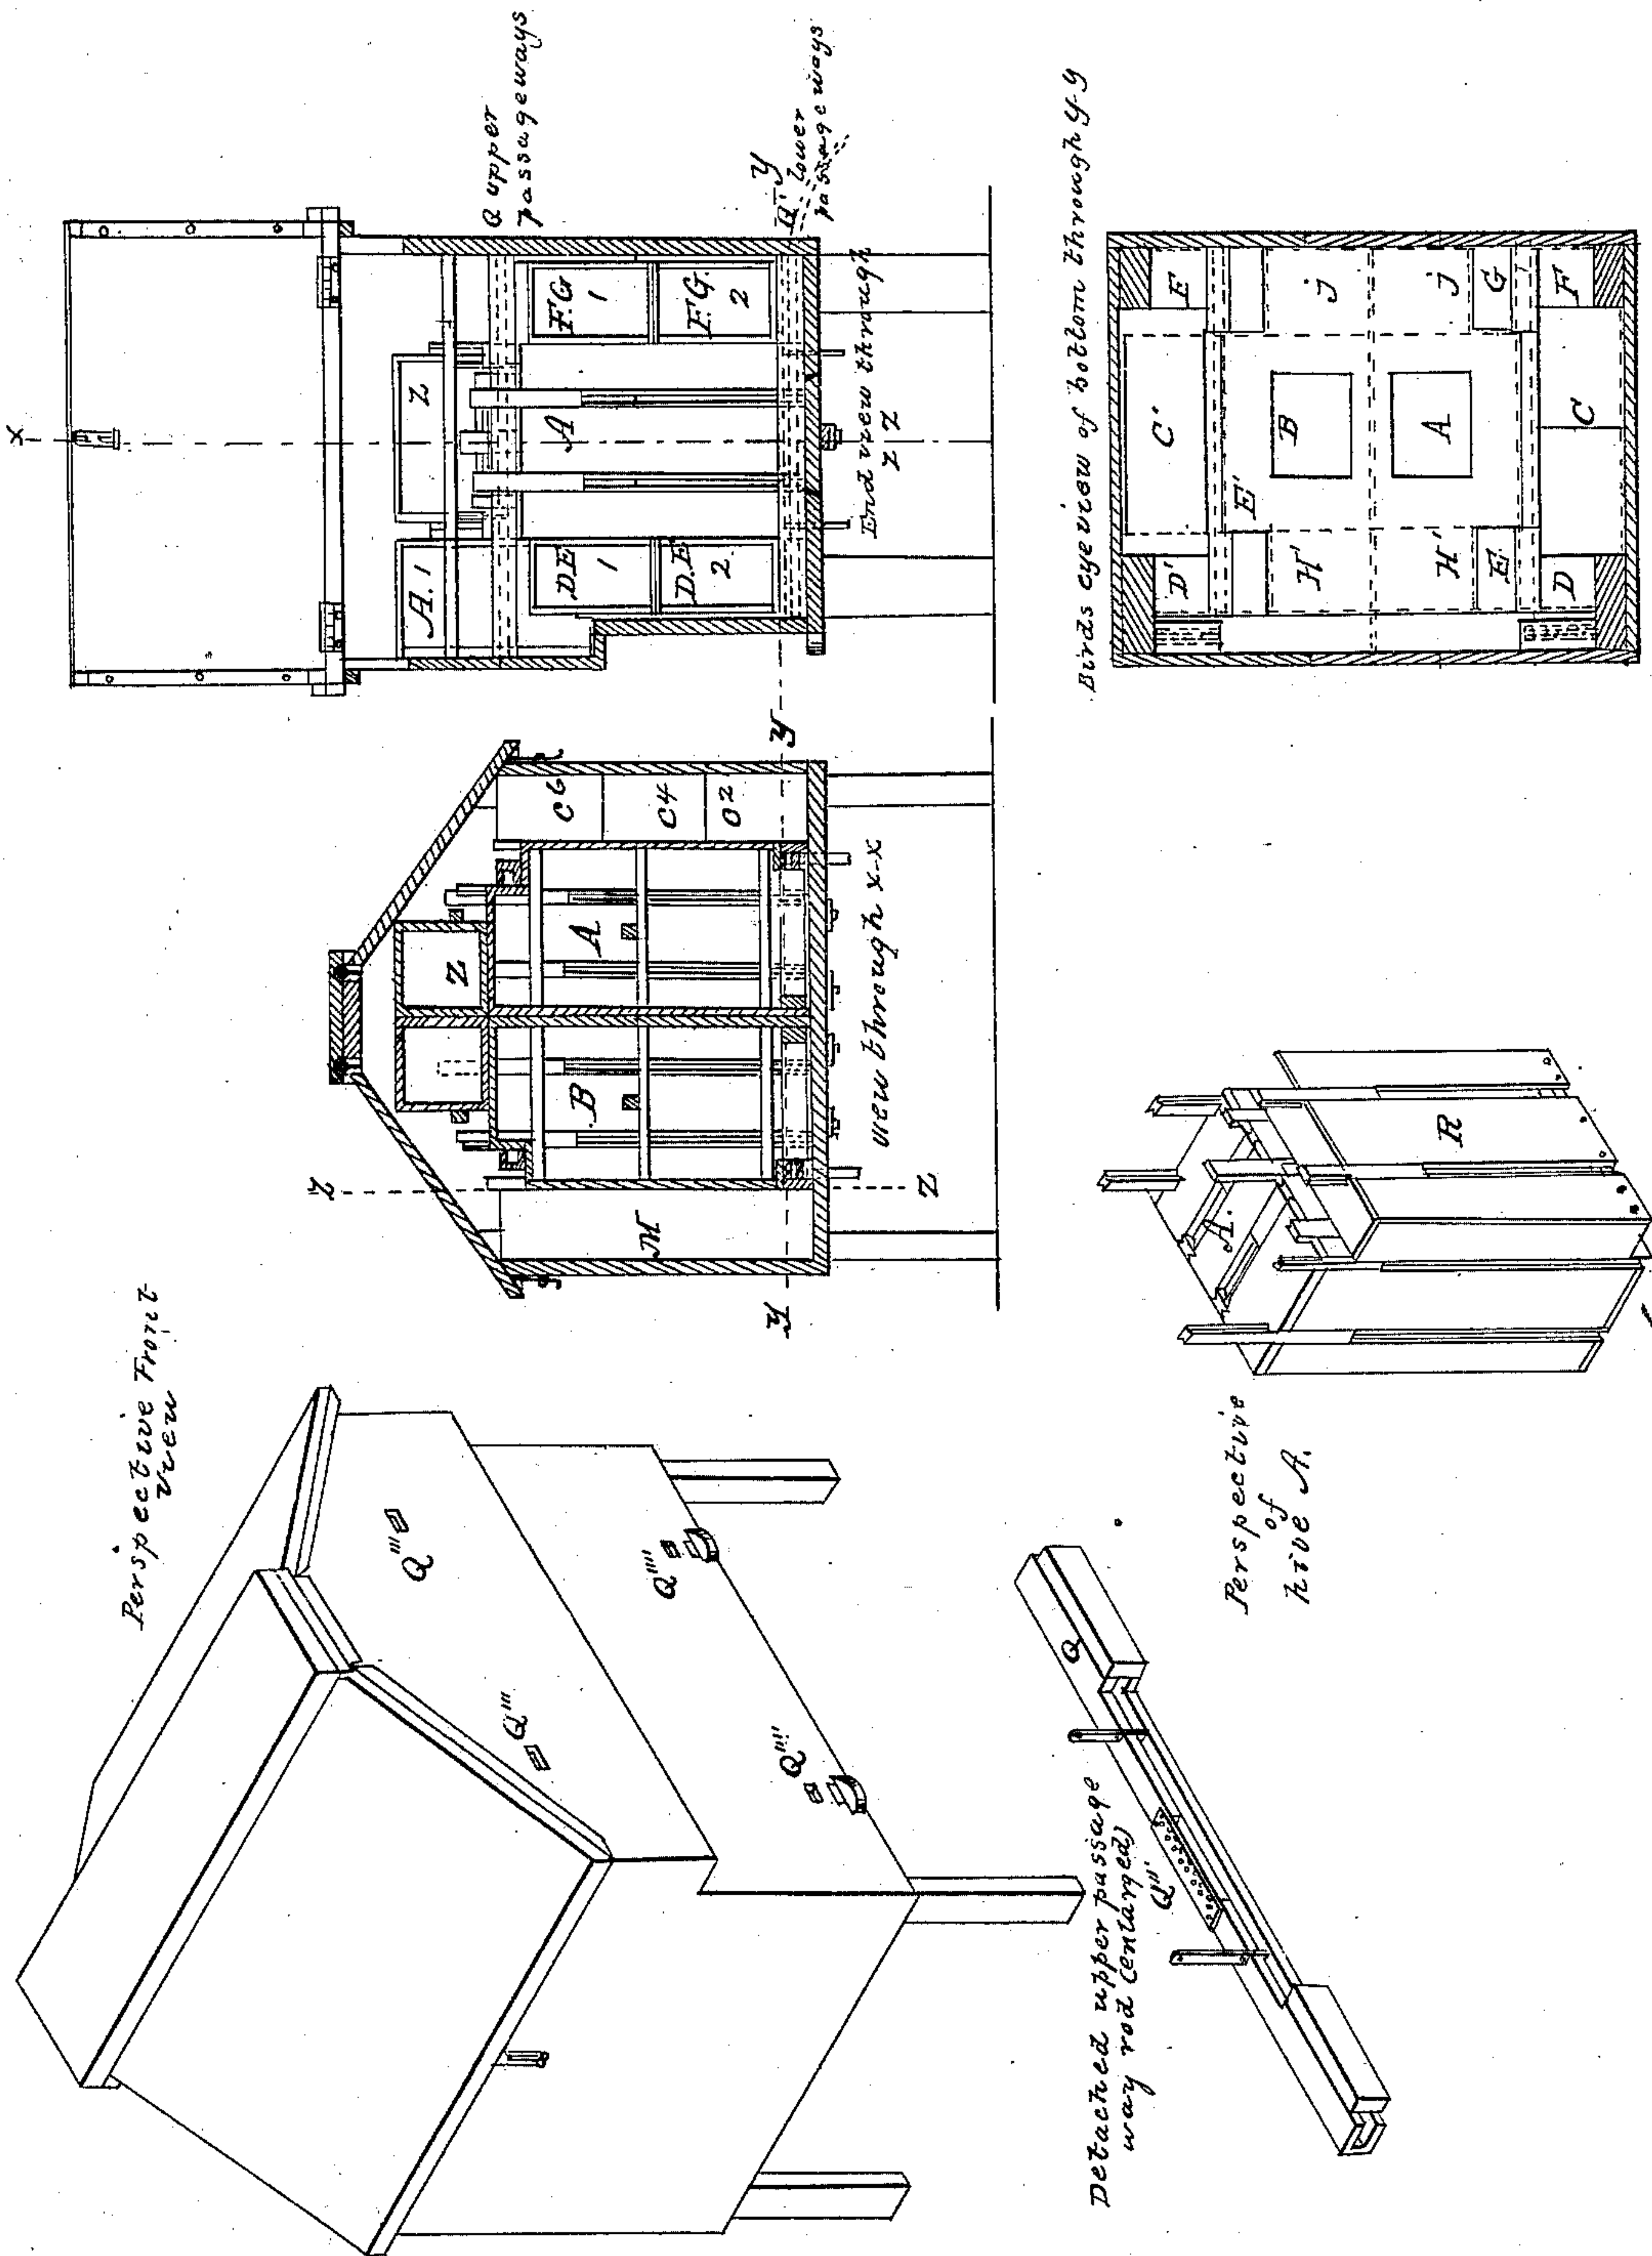 Perspective Front
View
Q'''
Q'''
Q''''
Q''''
Z
Z
Z
B
A
M
C6
C4
C2
Y
Y
view through x-x
X
Q upper
passageways
A.1
Z
A
D.E
1
D.E
2
F.G
1
F.G.
2
Y
lower
passageways
End view through
Z Z
Detached upper passage
way rod (enlarged)
Q
Perspective
of
hive A.
A.
R
Birds eye view of bottom through y-y
C'
D'
E
E'
B
H'
J
A
H'
J
E
G
D
C
F